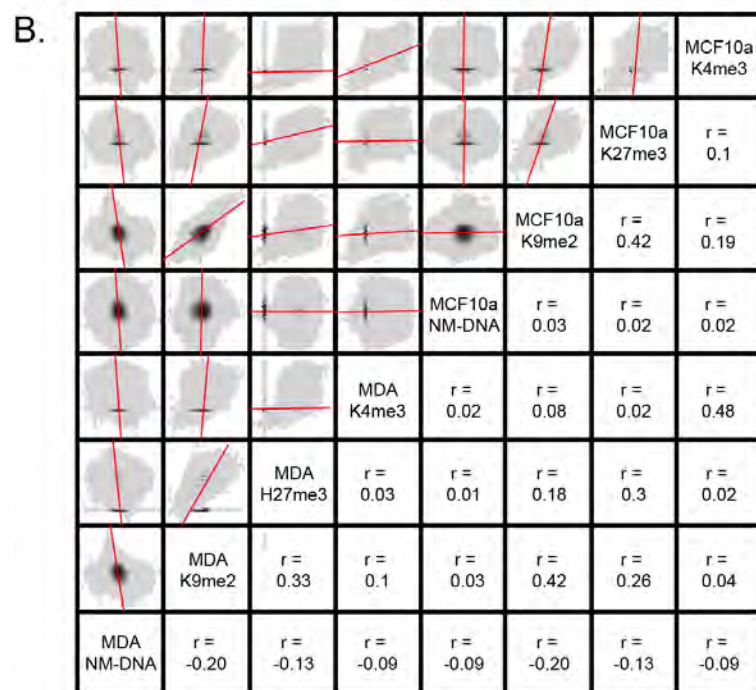 B.
MCF10a
K4me3
MCF10a
K27me3
r =
0.1
MCF10a
K9me2
r =
0.42
r =
0.19
MCF10a
NM-DNA
r =
0.03
r =
0.02
r =
0.02
MDA
K4me3
r =
0.02
r =
0.08
r =
0.02
r =
0.48
MDA
H27me3
r =
0.03
r =
0.01
r =
0.18
r =
0.3
r =
0.02
MDA
K9me2
r =
0.33
r =
0.1
r =
0.03
r =
0.42
r =
0.26
r =
0.04
MDA
NM-DNA
r =
-0.20
r =
-0.13
r =
-0.09
r =
-0.09
r =
-0.20
r =
-0.13
r =
-0.09